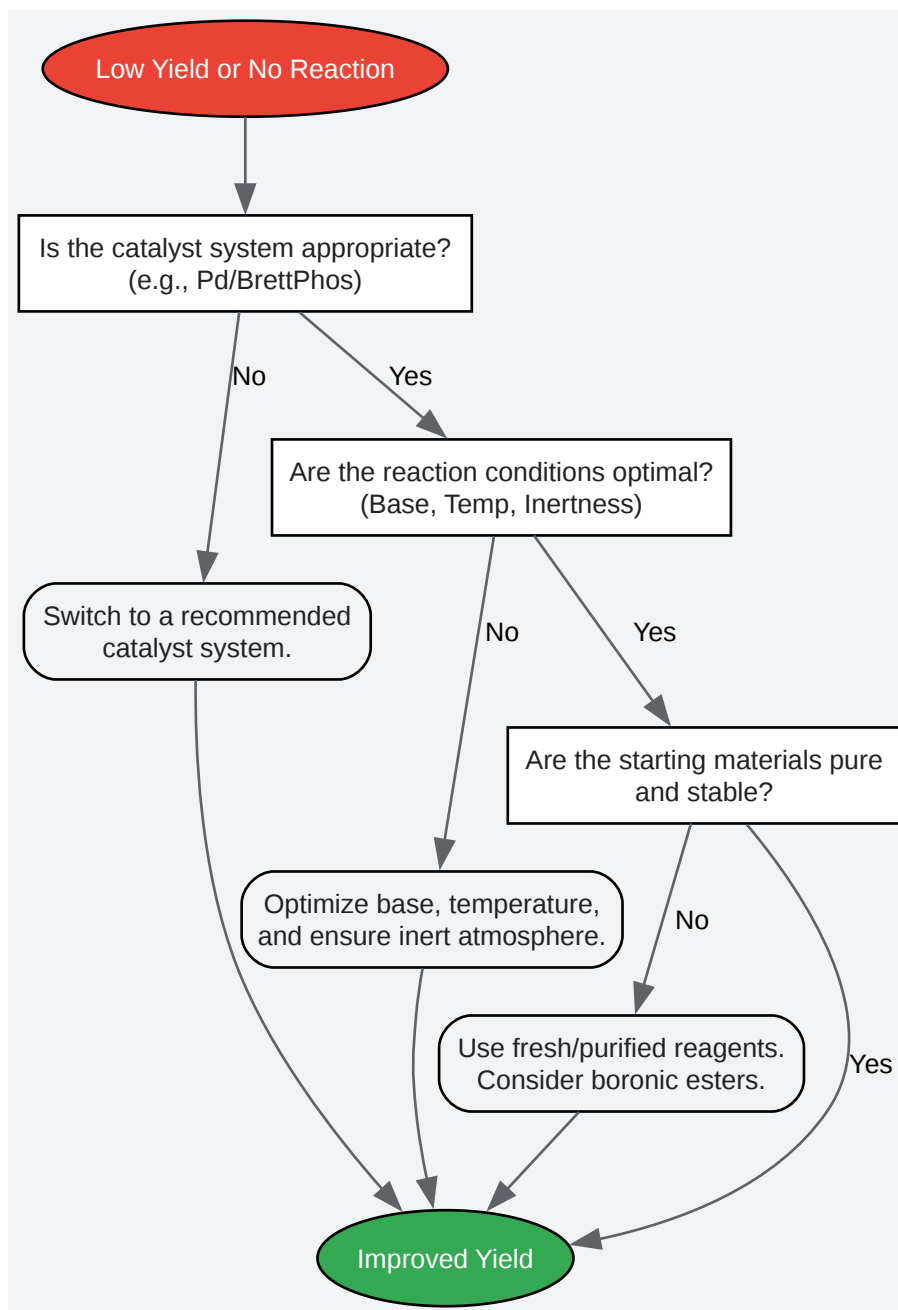 Low Yield or No Reaction
Is the catalyst system appropriate?
(e.g., Pd/BrettPhos)
No
Yes
Are the reaction conditions optimal?
(Base, Temp, Inertness)
Switch to a recommended
catalyst system.
No
Yes
Are the starting materials pure
and stable?
Optimize base, temperature,
and ensure inert atmosphere.
No
Use fresh/purified reagents.
Consider boronic esters.
Yes
Improved Yield